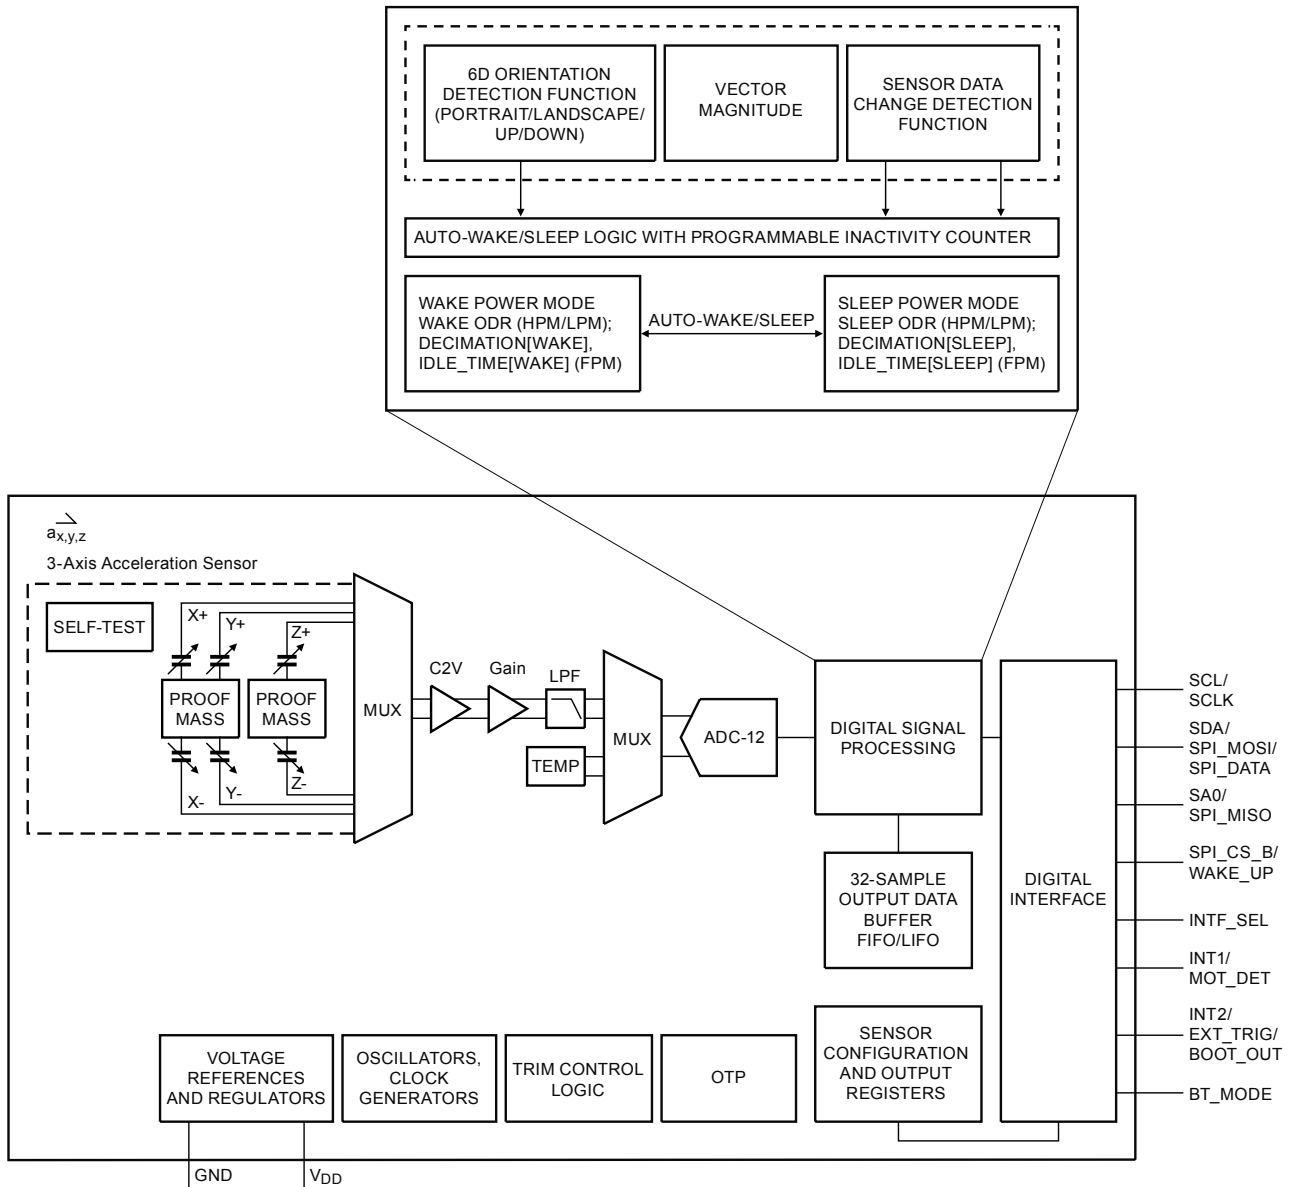 6D ORIENTATION
DETECTION FUNCTION
(PORTRAIT/LANDSCAPE/
UP/DOWN)
VECTOR
MAGNITUDE
SENSOR DATA
CHANGE DETECTION
FUNCTION
AUTO-WAKE/SLEEP LOGIC WITH PROGRAMMABLE INACTIVITY COUNTER
WAKE POWER MODE
WAKE ODR (HPM/LPM);
DECIMATION[WAKE],
IDLE_TIME[WAKE] (FPM)
AUTO-WAKE/SLEEP
SLEEP POWER MODE
SLEEP ODR (HPM/LPM);
DECIMATION[SLEEP],
IDLE_TIME[SLEEP] (FPM)
ax,y,z
3-Axis Acceleration Sensor
SELF-TEST
X+
Y+
Z+
PROOF
MASS
PROOF
MASS
X-
Y-
Z-
MUX
C2V
Gain
LPF
TEMP
MUX
ADC-12
DIGITAL SIGNAL
PROCESSING
32-SAMPLE
OUTPUT DATA
BUFFER
FIFO/LIFO
DIGITAL
INTERFACE
SCL/
SCLK
SDA/
SPI_MOSI/
SPI_DATA
SA0/
SPI_MISO
SPI_CS_B/
WAKE_UP
INTF_SEL
INT1/
MOT_DET
INT2/
EXT_TRIG/
BOOT_OUT
BT_MODE
VOLTAGE
REFERENCES
AND REGULATORS
OSCILLATORS,
CLOCK
GENERATORS
TRIM CONTROL
LOGIC
OTP
SENSOR
CONFIGURATION
AND OUTPUT
REGISTERS
GND
VDD